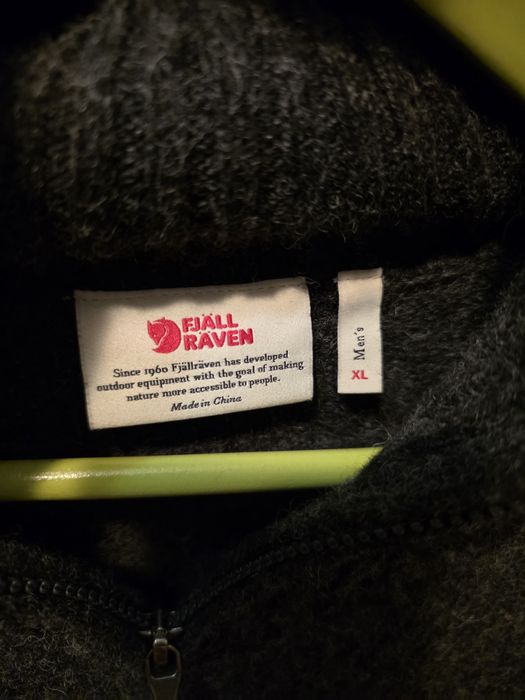 FJÄLL
RÄVEN
Since 1960 Fjällräven has developed
outdoor equipment with the goal of making
nature more accessible to people.
Made in China
Men's
XL